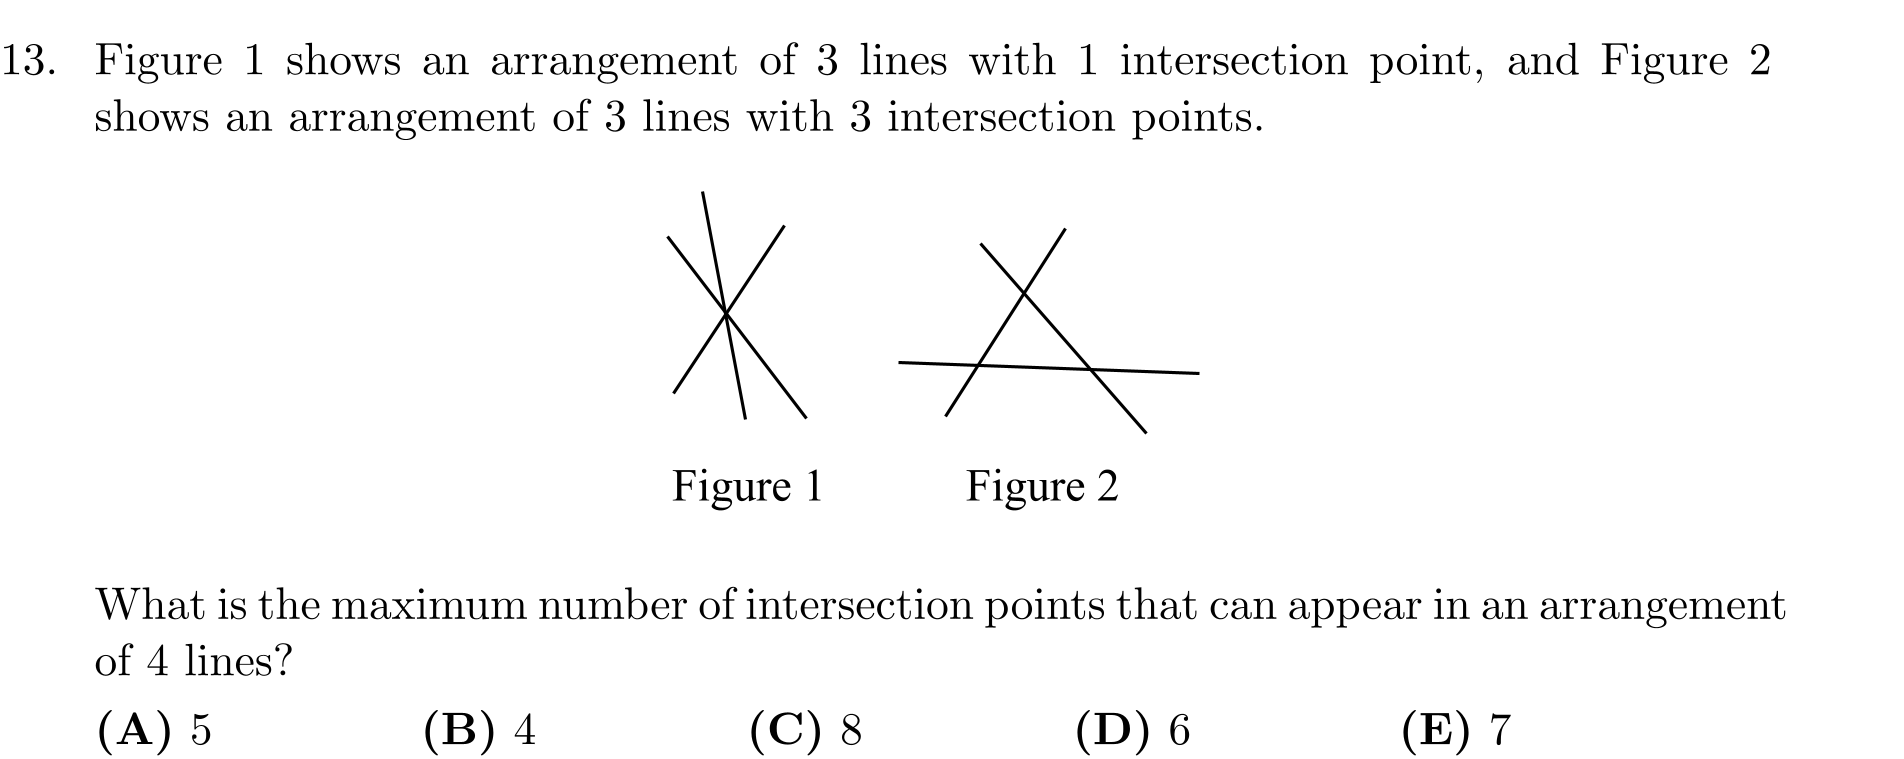 13. Figure 1 shows an arrangement of 3 lines with 1 intersection point, and Figure 2
shows an arrangement of 3 lines with 3 intersection points.
Figure 1 Figure 2
What is the maximum number of intersection points that can appear in an arrangement
of 4 lines?
(A) 5 (B) 4 (C) 8 (D) 6 (E) 7